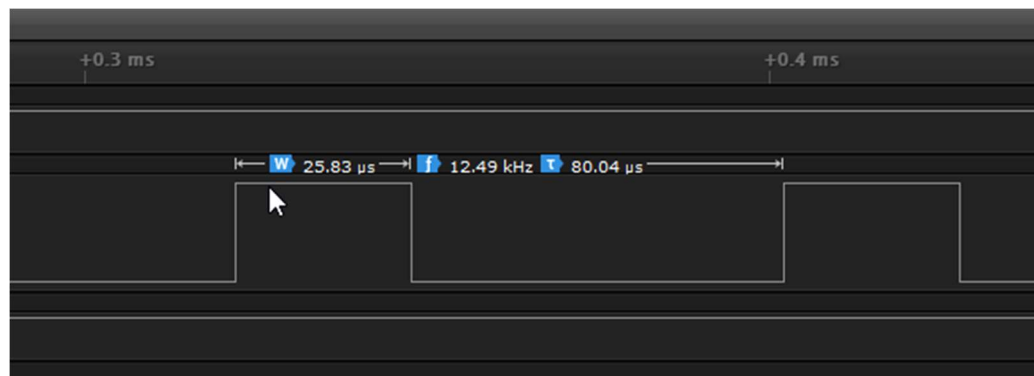 +0.3 ms +0.4 ms
W 25.83 µs f 12.49 kHz τ 80.04 µs